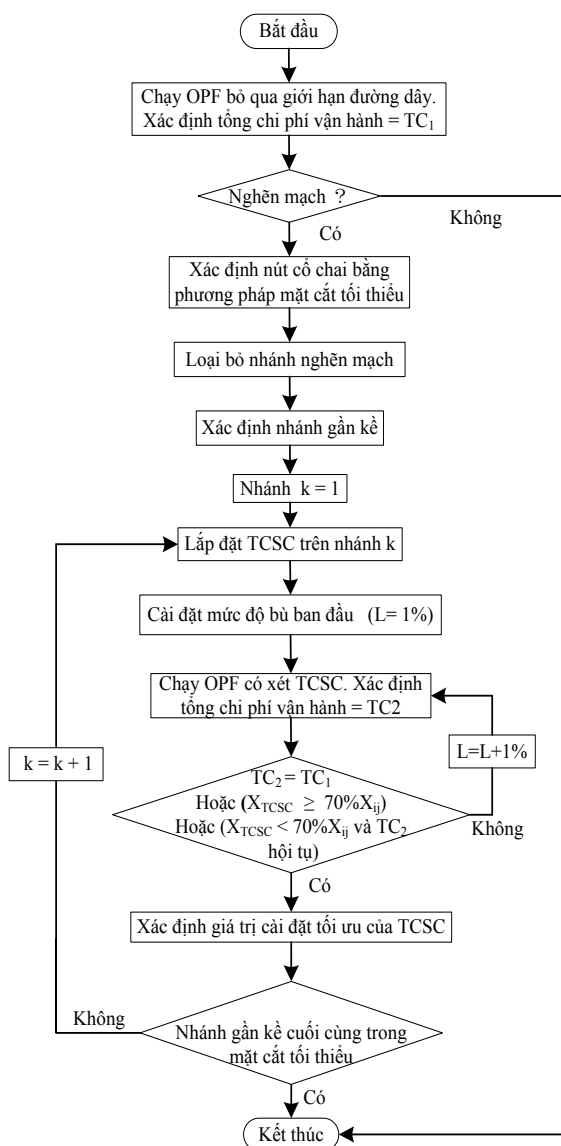 Bắt đầu
Chạy OPF bỏ qua giới hạn đường dây.
Xác định tổng chi phí vận hành = TC₁
Nghẽn mạch ?
Không
Có
Xác định nút cổ chai bằng
phương pháp mặt cắt tối thiểu
Loại bỏ nhánh nghẽn mạch
Xác định nhánh gần kề
Nhánh k = 1
Lắp đặt TCSC trên nhánh k
Cài đặt mức độ bù ban đầu (L= 1%)
Chạy OPF có xét TCSC. Xác định
tổng chi phí vận hành = TC2
k = k + 1
L=L+1%
TC₂ = TC₁
Hoặc (X_TCSC ≥ 70%X_ij)
Hoặc (X_TCSC < 70%X_ij và TC₂
hội tụ)
Không
Có
Xác định giá trị cài đặt tối ưu của TCSC
Không
Nhánh gần kề cuối cùng trong
mặt cắt tối thiểu
Có
Kết thúc